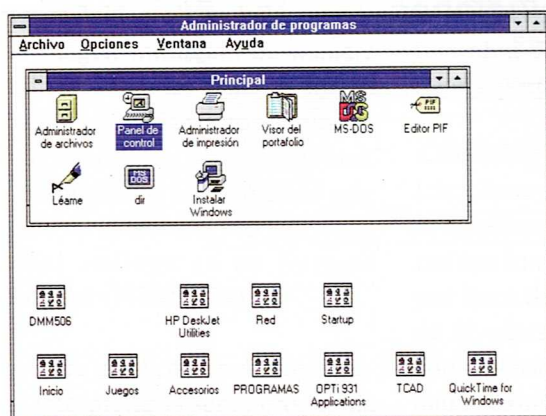 Administrador de programas
Archivo Opciones Ventana Ayuda
Principal
Administrador de archivos
Panel de control
Administrador de impresión
Visor del portafolio
MS-DOS
Editor PIF
Léame
dir
Instalar Windows
DMM506
HP DeskJet Utilities
Red
Startup
Inicio
Juegos
Accesorios
PROGRAMAS
OPTi 931 Applications
TCAD
QuickTime for Windows